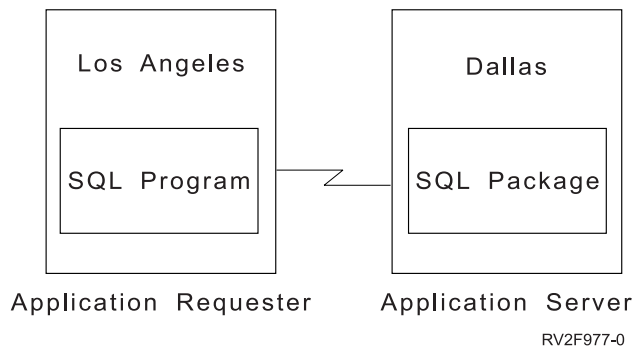 Los Angeles
Dallas
SQL Program
SQL Package
Application Requester
Application Server
RV2F977-0